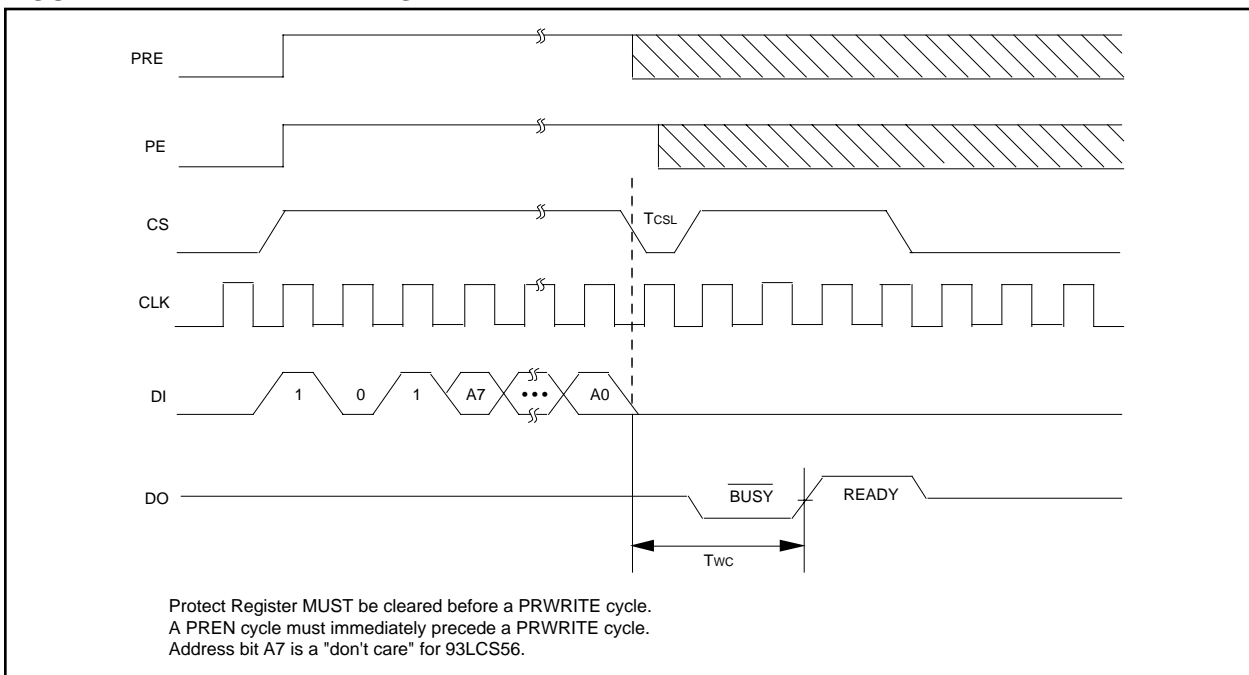 PRE
PE
CS
TCSL
CLK
DI
1 0 1 A7 ••• A0
DO
BUSY READY
TWC
Protect Register MUST be cleared before a PRWRITE cycle.
A PREN cycle must immediately precede a PRWRITE cycle.
Address bit A7 is a "don't care" for 93LCS56.